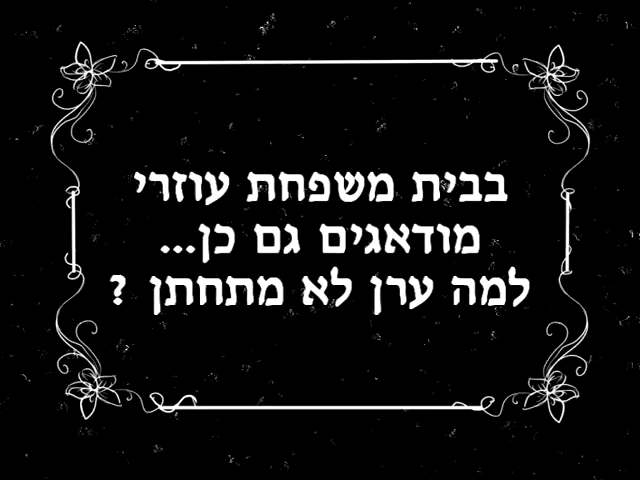 בבית משפחת עוזרי
מודאגים גם כן...
למה ערן לא מתחתן ?